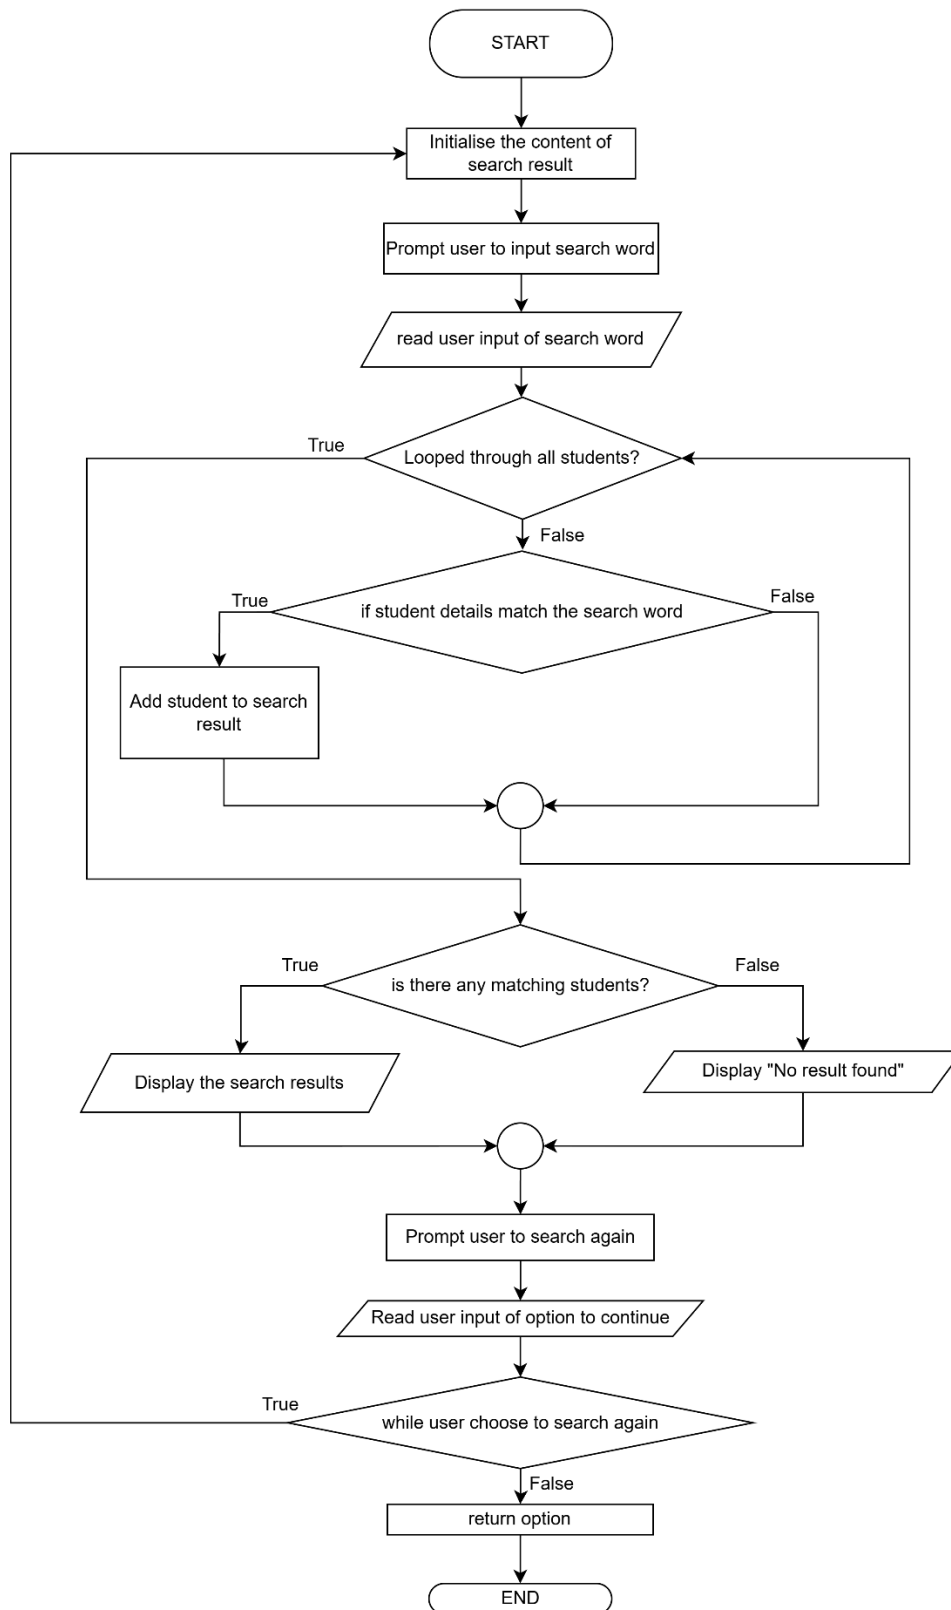 START
Initialise the content of
search result
Prompt user to input search word
read user input of search word
True
Looped through all students?
False
True
if student details match the search word
False
Add student to search
result
True
is there any matching students?
False
Display the search results
Display "No result found"
Prompt user to search again
Read user input of option to continue
True
while user choose to search again
False
return option
END